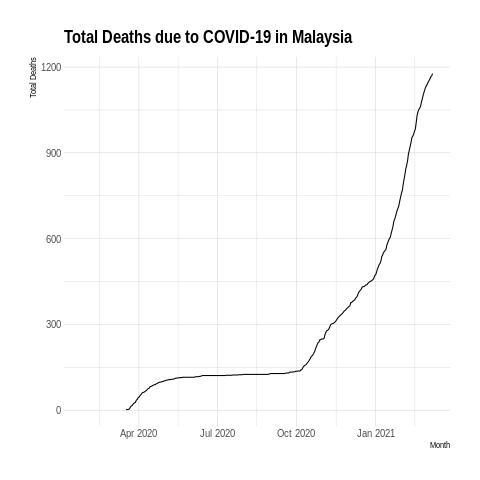 Total Deaths due to COVID-19 in Malaysia
Total Deaths
1200
900
600
300
0
Apr 2020 Jul 2020 Oct 2020 Jan 2021
Month